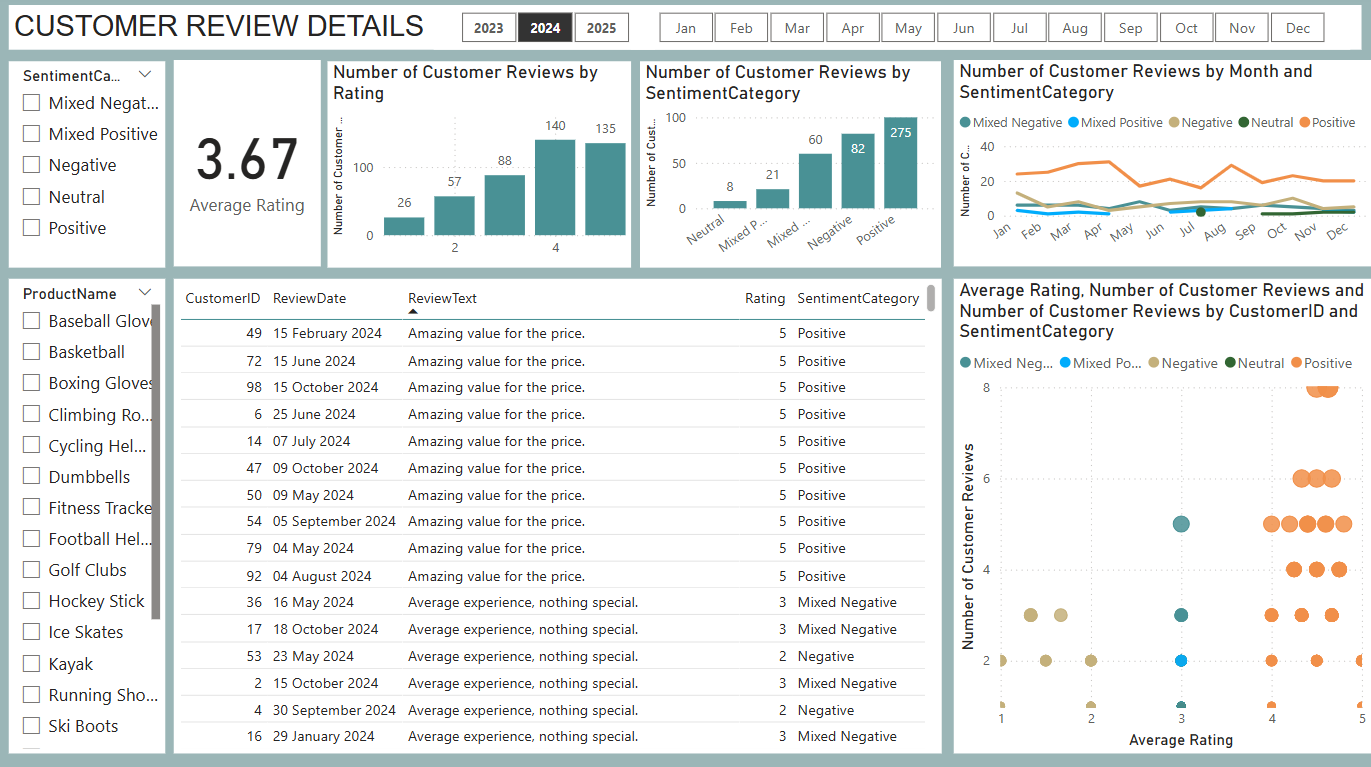 CUSTOMER REVIEW DETAILS
2023 2024 2025
Jan Feb Mar Apr May Jun Jul Aug Sep Oct Nov Dec
SentimentCa...
Mixed Negat...
Mixed Positive
Negative
Neutral
Positive
3.67
Average Rating
Number of Customer Reviews by
Rating
Number of Customer ...
100
0
26
57
88
140
135
2
4
Number of Customer Reviews by
SentimentCategory
Number of Cust...
100
50
0
8
21
60
82
275
Neutral
Mixed P...
Mixed ...
Negative
Positive
Number of Customer Reviews by Month and
SentimentCategory
Mixed Negative Mixed Positive Negative Neutral Positive
Number of C...
40
20
0
Jan Feb Mar Apr May Jun Jul Aug Sep Oct Nov Dec
ProductName
Baseball Glov
Basketball
Boxing Gloves
Climbing Ro...
Cycling Hel...
Dumbbells
Fitness Tracke
Football Hel...
Golf Clubs
Hockey Stick
Ice Skates
Kayak
Running Sho...
Ski Boots
CustomerID ReviewDate ReviewText Rating SentimentCategory
49 15 February 2024 Amazing value for the price. 5 Positive
72 15 June 2024 Amazing value for the price. 5 Positive
98 15 October 2024 Amazing value for the price. 5 Positive
6 25 June 2024 Amazing value for the price. 5 Positive
14 07 July 2024 Amazing value for the price. 5 Positive
47 09 October 2024 Amazing value for the price. 5 Positive
50 09 May 2024 Amazing value for the price. 5 Positive
54 05 September 2024 Amazing value for the price. 5 Positive
79 04 May 2024 Amazing value for the price. 5 Positive
92 04 August 2024 Amazing value for the price. 5 Positive
36 16 May 2024 Average experience, nothing special. 3 Mixed Negative
17 18 October 2024 Average experience, nothing special. 3 Mixed Negative
53 23 May 2024 Average experience, nothing special. 2 Negative
2 15 October 2024 Average experience, nothing special. 3 Mixed Negative
4 30 September 2024 Average experience, nothing special. 2 Negative
16 29 January 2024 Average experience, nothing special. 3 Mixed Negative
Average Rating, Number of Customer Reviews and
Number of Customer Reviews by CustomerID and
SentimentCategory
Mixed Neg... Mixed Po... Negative Neutral Positive
Number of Customer Reviews
8
6
4
2
1 2 3 4 5
Average Rating